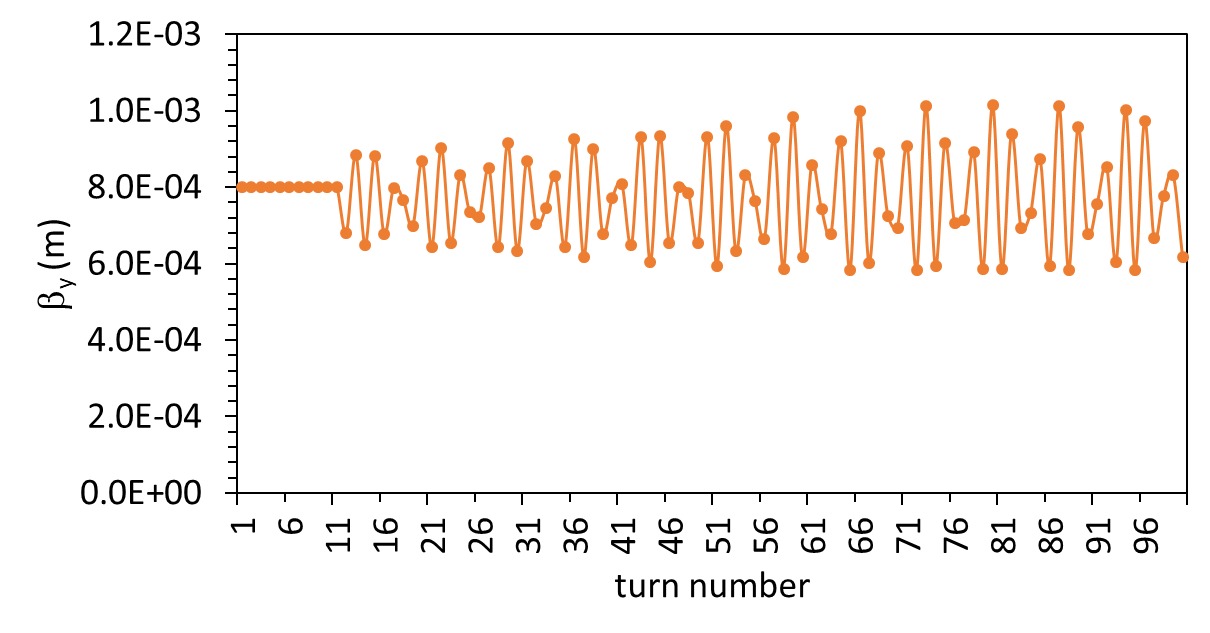 1.2E-03
1.0E-03
8.0E-04
6.0E-04
4.0E-04
2.0E-04
0.0E+00
βy (m)
1 6 11 16 21 26 31 36 41 46 51 56 61 66 71 76 81 86 91 96
turn number